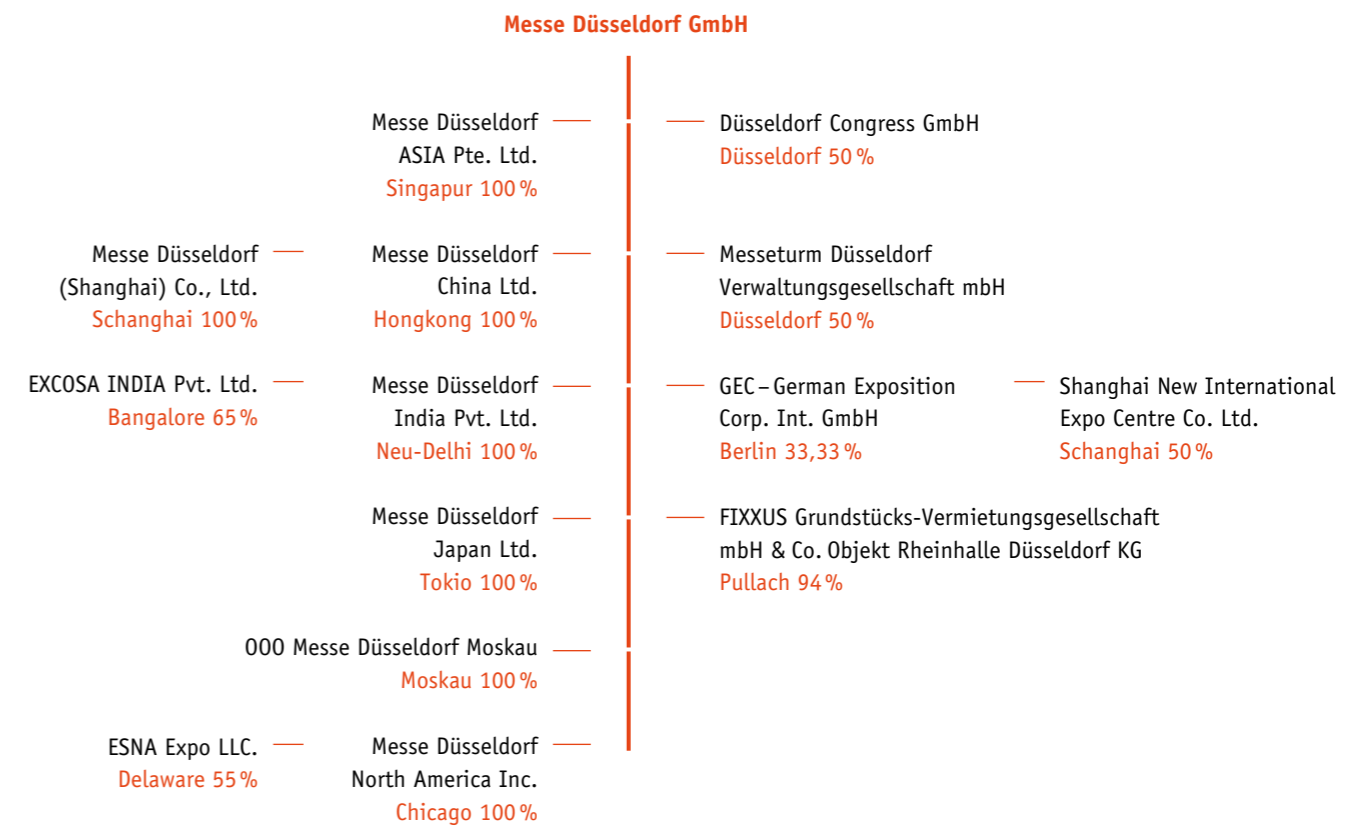 Messe Düsseldorf GmbH
Messe Düsseldorf
ASIA Pte. Ltd.
Singapur 100 %
Düsseldorf Congress GmbH
Düsseldorf 50 %
Messe Düsseldorf
(Shanghai) Co., Ltd.
Schanghai 100 %
Messe Düsseldorf
China Ltd.
Hongkong 100 %
Messeturm Düsseldorf
Verwaltungsgesellschaft mbH
Düsseldorf 50 %
EXCOSA INDIA Pvt. Ltd.
Bangalore 65 %
Messe Düsseldorf
India Pvt. Ltd.
Neu-Delhi 100 %
GEC – German Exposition
Corp. Int. GmbH
Berlin 33,33 %
Shanghai New International
Expo Centre Co. Ltd.
Schanghai 50 %
Messe Düsseldorf
Japan Ltd.
Tokio 100 %
FIXXUS Grundstücks-Vermietungsgesellschaft
mbH & Co. Objekt Rheinhalle Düsseldorf KG
Pullach 94 %
OOO Messe Düsseldorf Moskau
Moskau 100 %
ESNA Expo LLC.
Delaware 55 %
Messe Düsseldorf
North America Inc.
Chicago 100 %